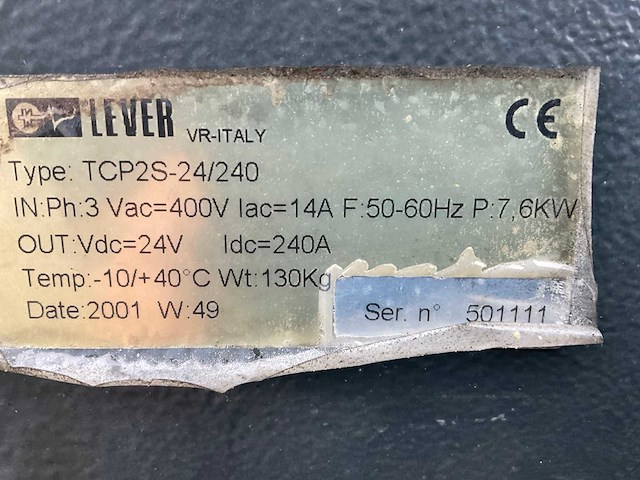 LEVER VR-ITALY CE
Type: TCP2S-24/240
IN:Ph:3 Vac=400V Iac=14A F:50-60Hz P:7,6KW
OUT:Vdc=24V Idc=240A
Temp:-10/+40°C Wt:130Kg
Date:2001 W:49 Ser. n° 501111